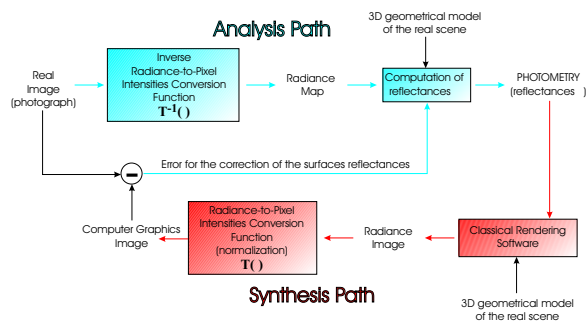 Analysis Path
3D geometrical model
of the real scene
Real
Image
(photograph)
Inverse
Radiance-to-Pixel
Intensities Conversion
Function
T-1( )
Radiance
Map
Computation of
reflectances
PHOTOMETRY
(reflectances )
Error for the correction of the surfaces reflectances
Computer Graphics
Image
Radiance-to-Pixel
Intensities Conversion
Function
(normalization)
T( )
Radiance
Image
Classical Rendering
Software
Synthesis Path
3D geometrical model
of the real scene